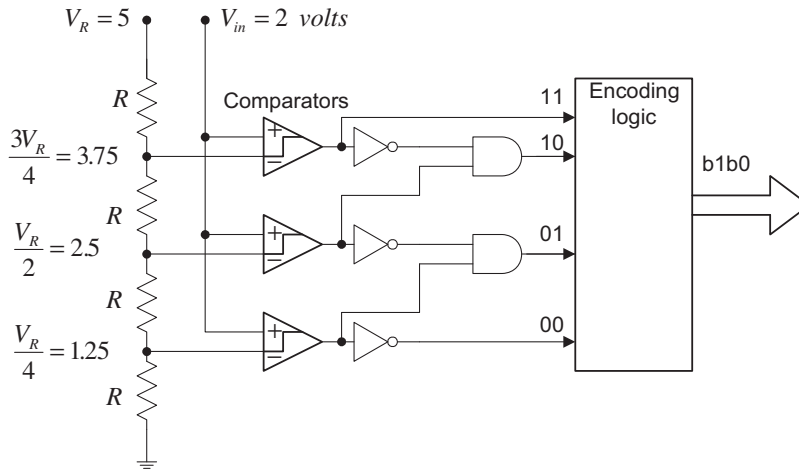 V_R = 5
V_in = 2 volts
R
Comparators
11
Encoding logic
+
−
3V_R/4 = 3.75
10
b1b0
R
+
−
V_R/2 = 2.5
01
R
+
−
V_R/4 = 1.25
00
R